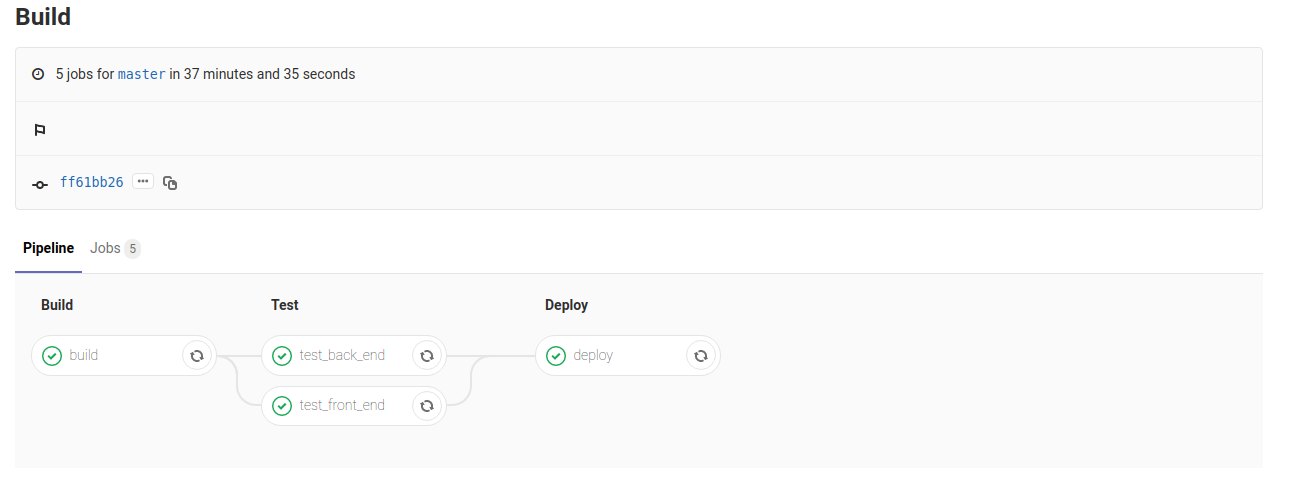 Build
5 jobs for master in 37 minutes and 35 seconds
ff61bb26 ...
Pipeline Jobs 5
Build Test Deploy
build test_back_end deploy
test_front_end